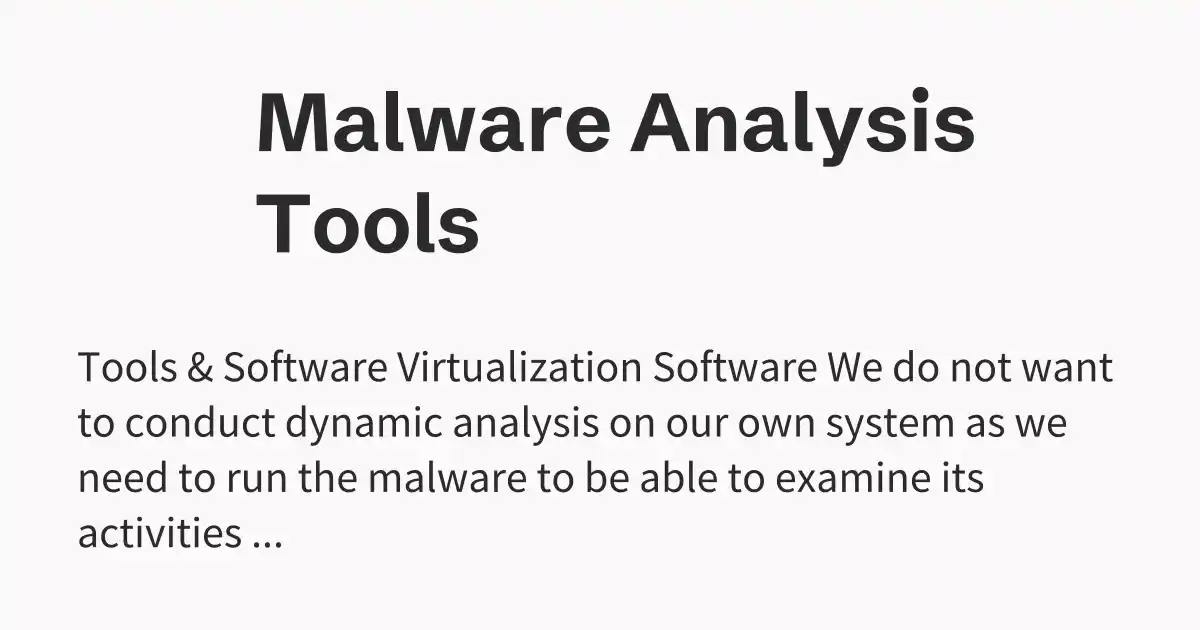 Malware Analysis
Tools
Tools & Software Virtualization Software We do not want
to conduct dynamic analysis on our own system as we
need to run the malware to be able to examine its
activities ...